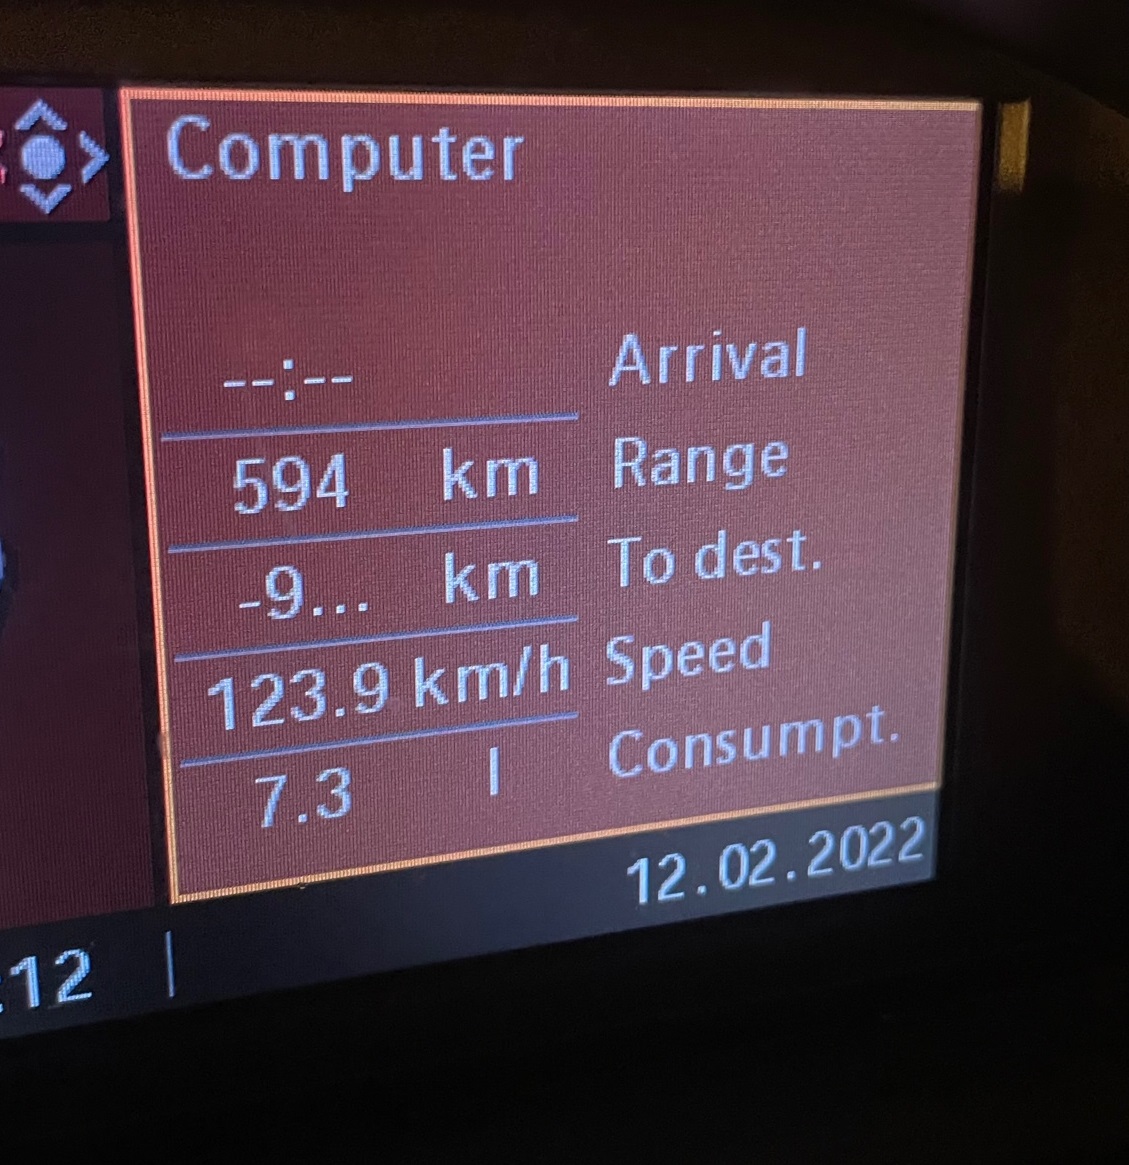 Computer
--:-- Arrival
594 km Range
-9... km To dest.
123.9 km/h Speed
7.3 l Consumpt.
12.02.2022
:12